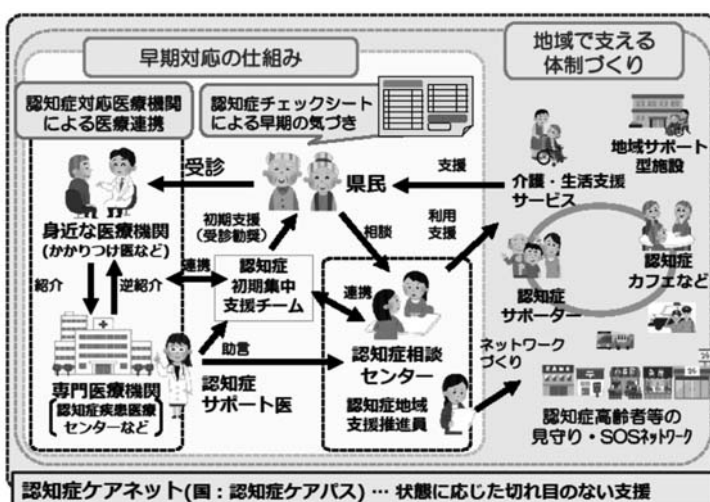 早期対応の仕組み
地域で支える
体制づくり
認知症対応医療機関
による医療連携
認知症チェックシート
による早期の気づき
受診
県民
支援
介護・生活支援
サービス
地域サポート
型施設
身近な医療機関
(かかりつけ医など)
初期支援
(受診勧奨)
相談
利用
支援
紹介
逆紹介
連携
認知症
初期集中
支援チーム
連携
認知症
サポーター
認知症
カフェなど
専門医療機関
認知症疾患医療
センターなど
助言
認知症
サポート医
認知症相談
センター
認知症地域
支援推進員
ネットワーク
づくり
認知症高齢者等の
見守り・SOSネットワーク
認知症ケアネット(国:認知症ケアパス) … 状態に応じた切れ目のない支援